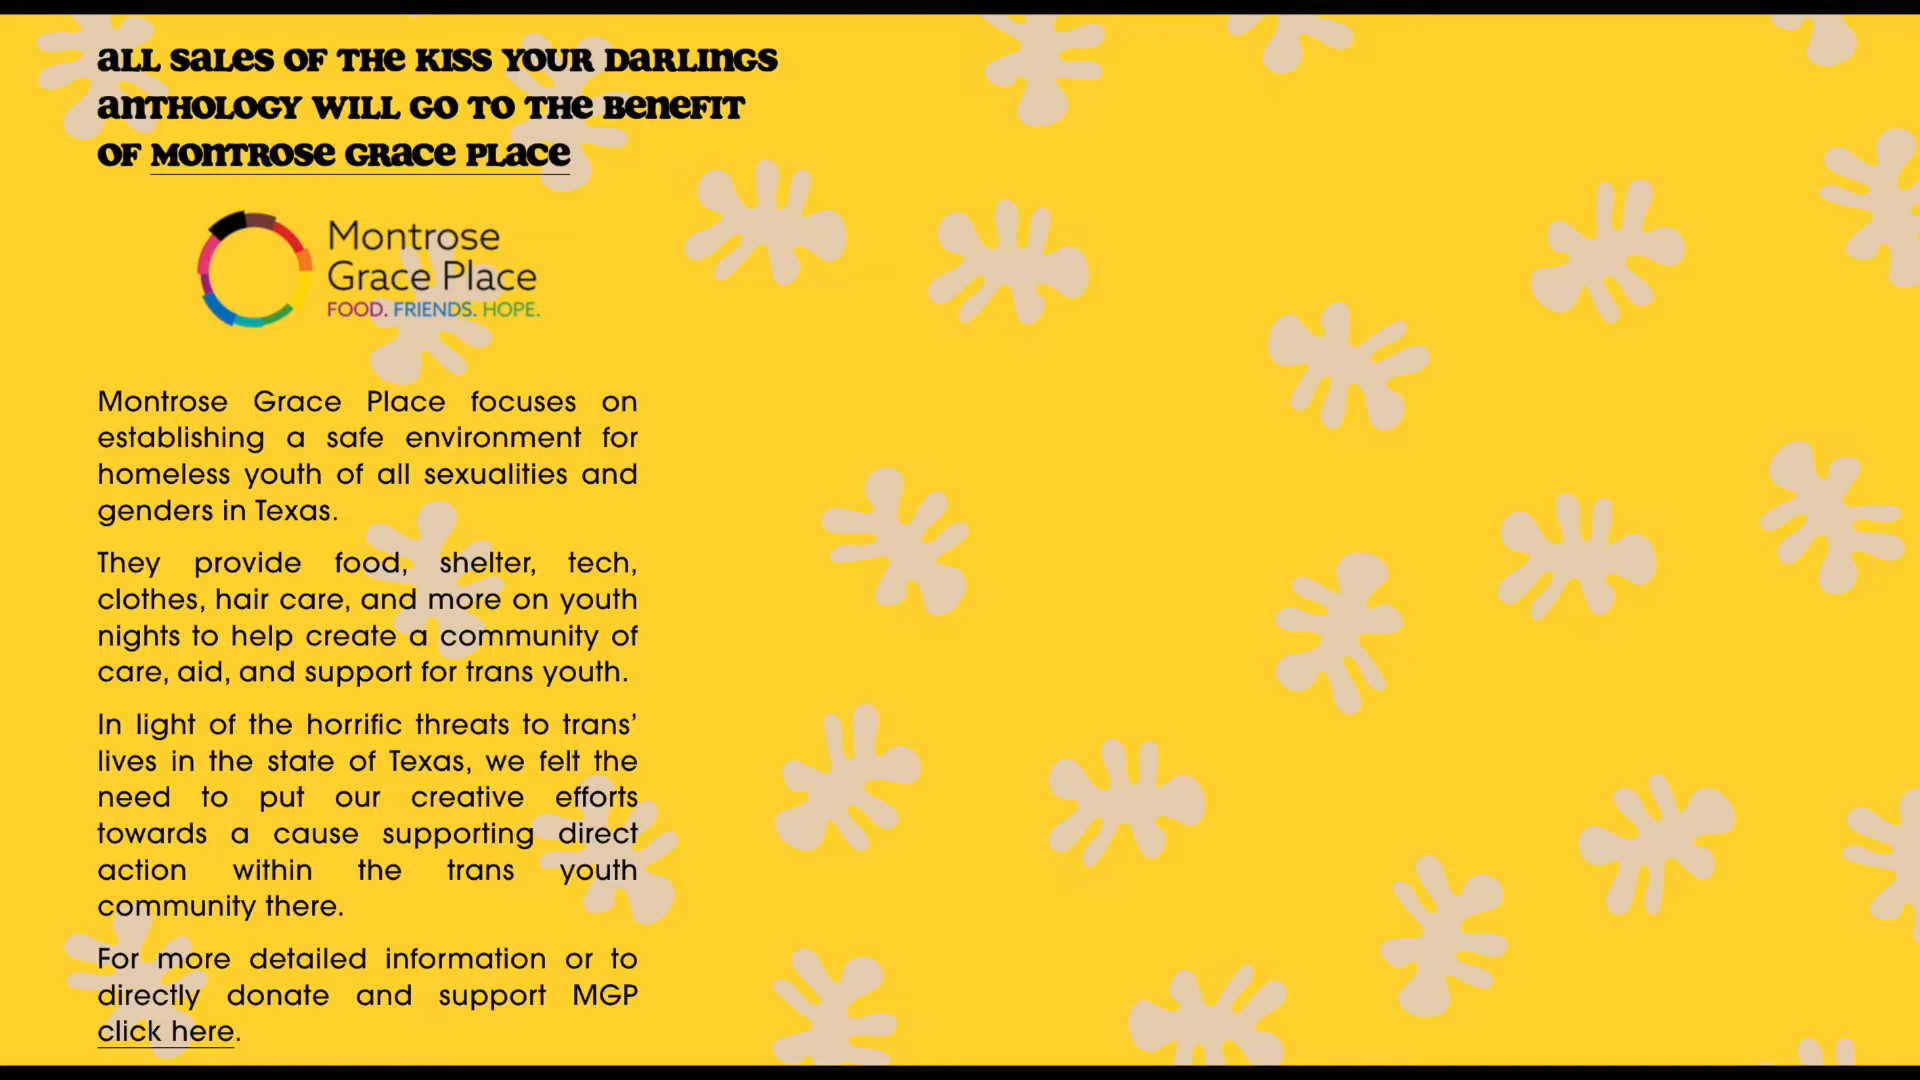 aLL saLes OF THe KISS YOUR DaRLInGS
anTHOLOGY WILL GO TO THe BeneFIT
OF MOnTROSe GRace PLace
Montrose
Grace Place
FOOD. FRIENDS. HOPE.
Montrose Grace Place focuses on
establishing a safe environment for
homeless youth of all sexualities and
genders in Texas.
They provide food, shelter, tech,
clothes, hair care, and more on youth
nights to help create a community of
care, aid, and support for trans youth.
In light of the horrific threats to trans’
lives in the state of Texas, we felt the
need to put our creative efforts
towards a cause supporting direct
action within the trans youth
community there.
For more detailed information or to
directly donate and support MGP
click here.